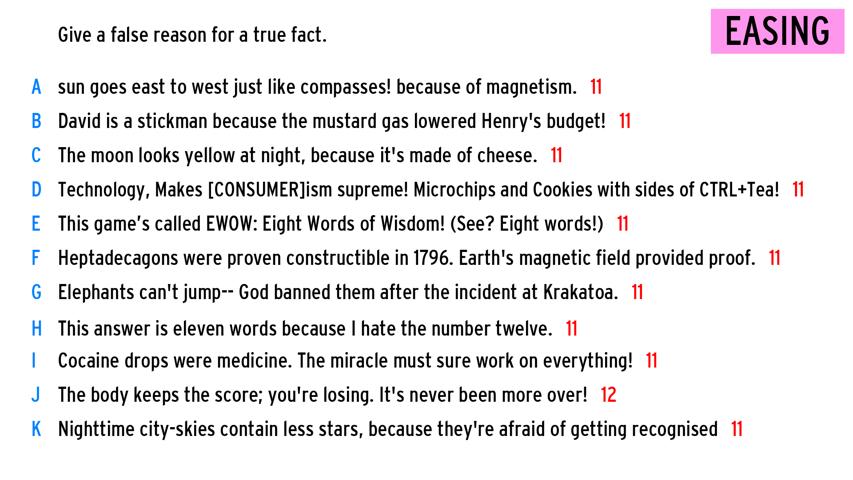 Give a false reason for a true fact.
EASING
A sun goes east to west just like compasses! because of magnetism. 11
B David is a stickman because the mustard gas lowered Henry's budget! 11
C The moon looks yellow at night, because it's made of cheese. 11
D Technology, Makes [CONSUMER]ism supreme! Microchips and Cookies with sides of CTRL+Tea! 11
E This game’s called EWOW: Eight Words of Wisdom! (See? Eight words!) 11
F Heptadecagons were proven constructible in 1796. Earth's magnetic field provided proof. 11
G Elephants can't jump-- God banned them after the incident at Krakatoa. 11
H This answer is eleven words because I hate the number twelve. 11
I Cocaine drops were medicine. The miracle must sure work on everything! 11
J The body keeps the score; you're losing. It's never been more over! 12
K Nighttime city-skies contain less stars, because they're afraid of getting recognised 11